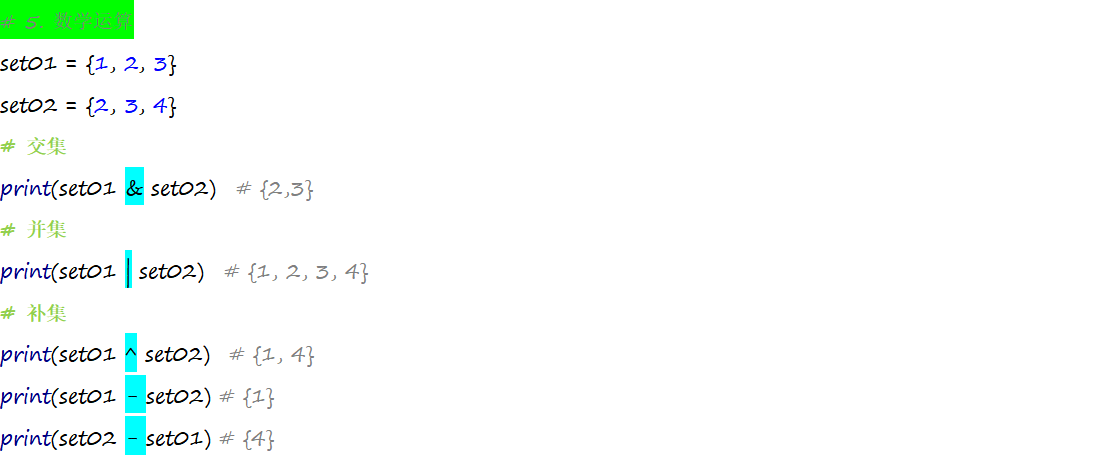 # 5. 数学运算
set01 = {1, 2, 3}
set02 = {2, 3, 4}
# 交集
print(set01 & set02)  # {2,3}
# 并集
print(set01 | set02)  # {1, 2, 3, 4}
# 补集
print(set01 ^ set02)  # {1, 4}
print(set01 - set02) # {1}
print(set02 - set01) # {4}